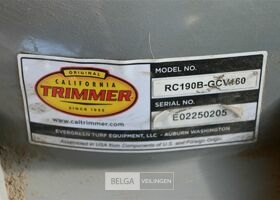 ORIGINAL
CALIFORNIA
TRIMMER
SINCE 1935
www.caltrimmer.com
MODEL NO.
RC190B-GCV160
SERIAL NO.
E02250205
EVERGREEN TURF EQUIPMENT, LLC - AUBURN WASHINGTON
Assembled in USA from Components of U.S. and Foreign Origin.
BELGA
VEILINGEN